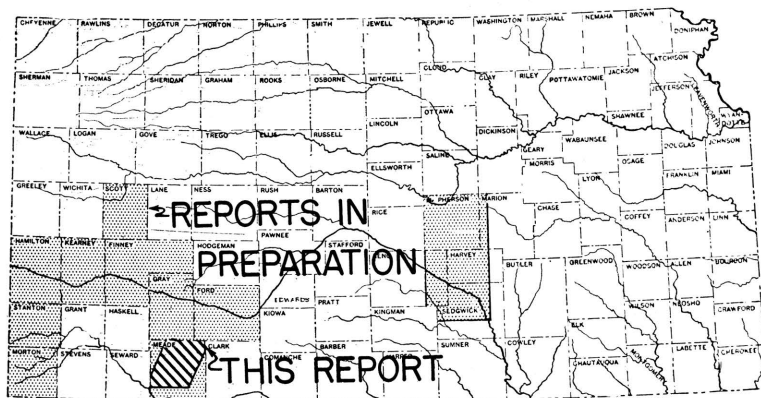 CHEYENNE RAWLINS DECATUR NORTON PHILLIPS SMITH JEWELL REPUBLIC WASHINGTON MARSHALL NEMAHA BROWN DONIPHAN
SHERMAN THOMAS SHERIDAN GRAHAM ROOKS OSBORNE MITCHELL CLOUD CLAY RILEY POTTAWATOMIE JACKSON ATCHISON
JEFFERSON LEAVENWORTH WYAN-
DOTTE
WALLACE LOGAN GOVE TREGO ELLIS RUSSELL LINCOLN OTTAWA DICKINSON GEARY WABAUNSEE SHAWNEE DOUGLAS JOHNSON
ELLSWORTH SALINE MORRIS LYON OSAGE FRANKLIN MIAMI
GREELEY WICHITA SCOTT LANE NESS RUSH BARTON RICE PHERSON MARION CHASE COFFEY ANDERSON LINN
REPORTS IN
PREPARATION
HAMILTON KEARNEY FINNEY HODGEMAN PAWNEE STAFFORD HARVEY BUTLER GREENWOOD WOODSON ALLEN BOURBON
GRAY FORD EDWARDS
STANTON GRANT HASKELL KIOWA PRATT KINGMAN SEDGWICK WILSON NEOSHO CRAWFORD
MORTON STEVENS SEWARD MEADE CLARK COMANCHE BARBER SUMNER COWLEY ELK CHAUTAUQUA MONTGOMERY LABETTE CHEROKEE
THIS REPORT